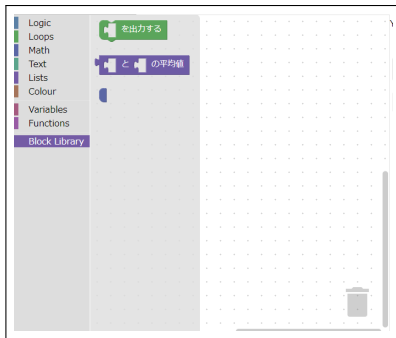 Logic
Loops
Math
Text
Lists
Colour
Variables
Functions
Block Library
を出力する
と の平均値